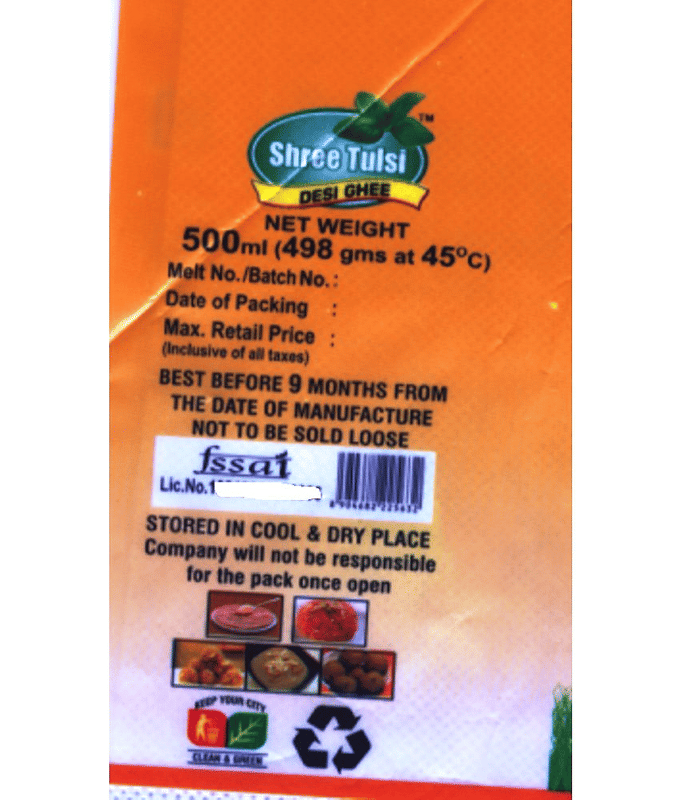 Shree Tulsi
TM
DESI GHEE
NET WEIGHT
500ml (498 gms at 45°C)
Melt No./Batch No. :
Date of Packing :
Max. Retail Price :
(Inclusive of all taxes)
BEST BEFORE 9 MONTHS FROM
THE DATE OF MANUFACTURE
NOT TO BE SOLD LOOSE
fssai
Lic.No.1
STORED IN COOL & DRY PLACE
Company will not be responsible
for the pack once open
KEEP YOUR CITY
CLEAN & GREEN